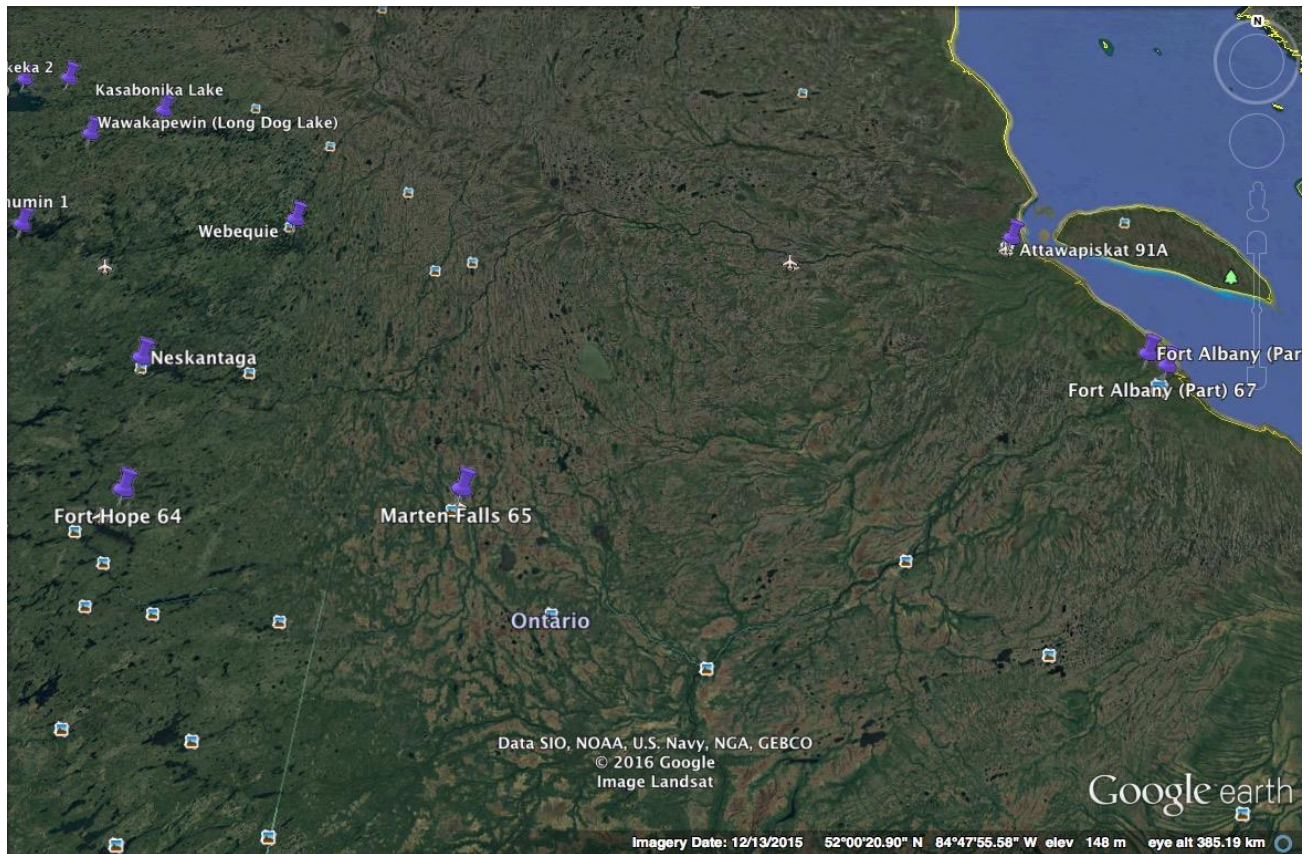 N
keka 2
Kasabonika Lake
Wawakapewin (Long Dog Lake)
numin 1
Webequie
Attawapiskat 91A
Neskantaga
Fort Albany (Par
Fort Albany (Part) 67
Fort Hope 64
Marten Falls 65
Ontario
Data SIO, NOAA, U.S. Navy, NGA, GEBCO
© 2016 Google
Image Landsat
Google earth
Imagery Date: 12/13/2015 52°00'20.90" N 84°47'55.58" W elev 148 m eye alt 385.19 km